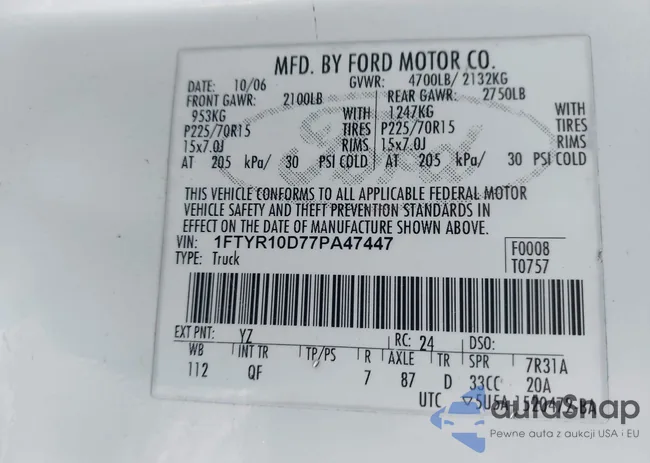 MFD. BY FORD MOTOR CO.
DATE: 10/06 GVWR: 4700LB/ 2132KG
FRONT GAWR: 2100LB REAR GAWR: 2750LB
953KG WITH 1247KG WITH
P225/70R15 TIRES P225/70R15 TIRES
15x7.0J RIMS 15x7.0J RIMS
AT 205 kPa/ 30 PSI COLD AT 205 kPa/ 30 PSI COLD
Ford
THIS VEHICLE CONFORMS TO ALL APPLICABLE FEDERAL MOTOR
VEHICLE SAFETY AND THEFT PREVENTION STANDARDS IN
EFFECT ON THE DATE OF MANUFACTURE SHOWN ABOVE.
VIN: 1FTYR10D77PA47447 F0008
TYPE: Truck T0757
EXT PNT: YZ RC: 24 DSO:
WB INT TR TP/PS R AXLE TR SPR 7R31A
112 QF 7 87 D 33CC 20A
UTC ▽5U5A-1520472-BA
autoSnap
Pewne auta z aukcji USA i EU